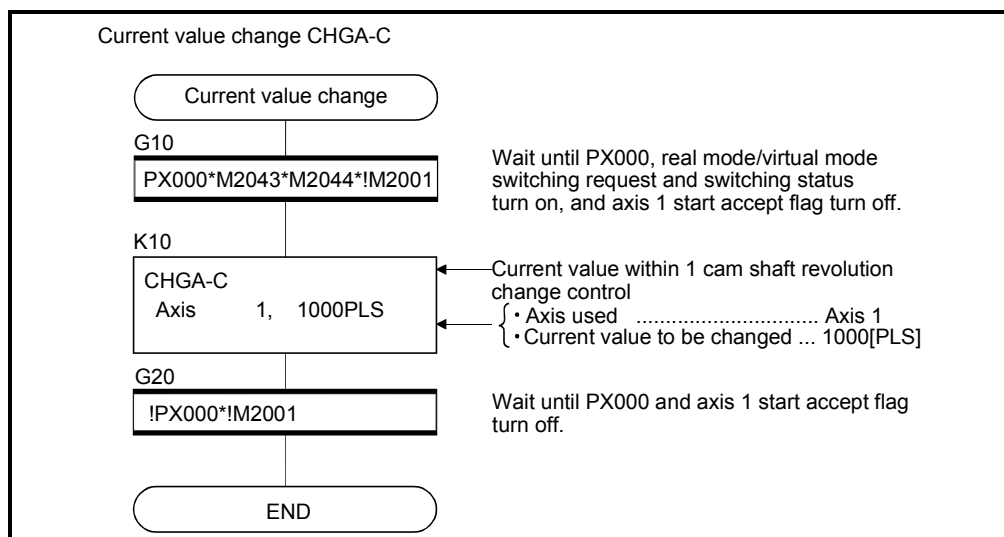 Current value change CHGA-C
Current value change
G10
PX000*M2043*M2044*!M2001
Wait until PX000, real mode/virtual mode
switching request and switching status
turn on, and axis 1 start accept flag turn off.
K10
CHGA-C
Axis 1, 1000PLS
Current value within 1 cam shaft revolution
change control
• Axis used .............................. Axis 1
• Current value to be changed ... 1000[PLS]
G20
!PX000*!M2001
Wait until PX000 and axis 1 start accept flag
turn off.
END